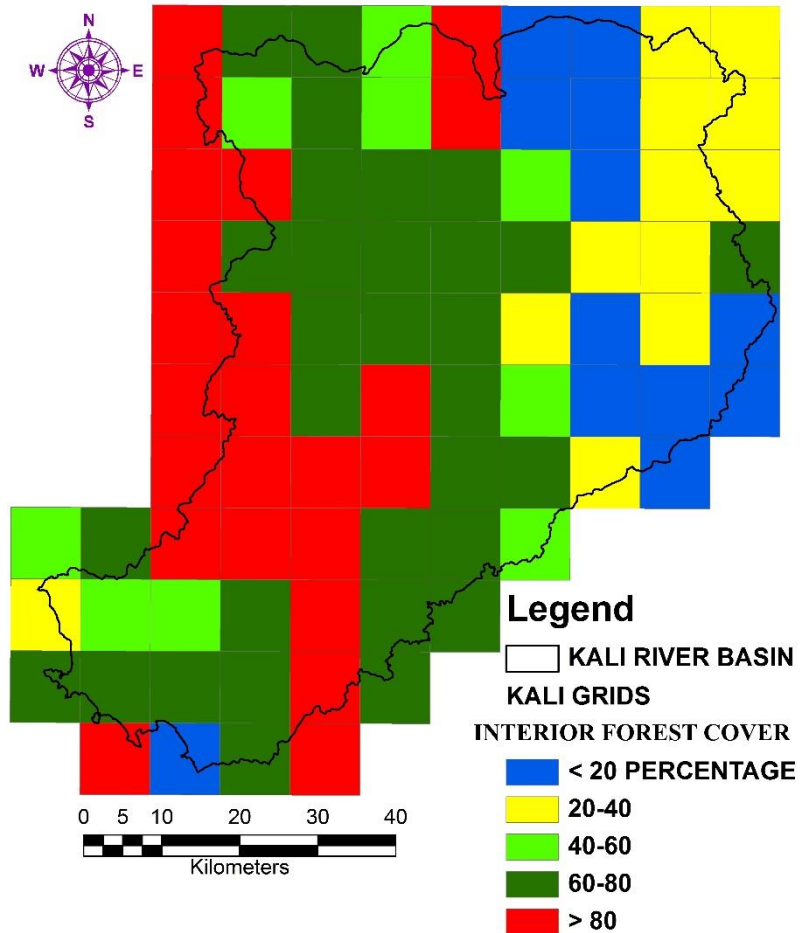 N
W E
S
Legend
KALI RIVER BASIN
KALI GRIDS
INTERIOR FOREST COVER
< 20 PERCENTAGE
20-40
40-60
60-80
> 80
0 5 10 20 30 40
Kilometers